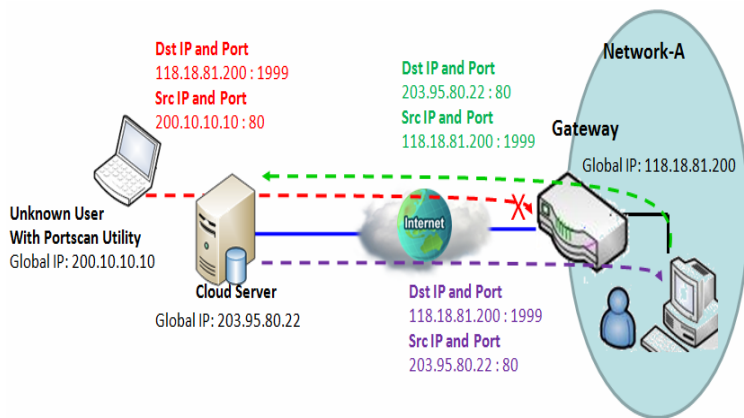 Dst IP and Port
118.18.81.200 : 1999
Src IP and Port
200.10.10.10 : 80
Dst IP and Port
203.95.80.22 : 80
Src IP and Port
118.18.81.200 : 1999
Network-A
Gateway
Global IP: 118.18.81.200
Unknown User
With Portscan Utility
Global IP: 200.10.10.10
Internet
Cloud Server
Global IP: 203.95.80.22
Dst IP and Port
118.18.81.200 : 1999
Src IP and Port
203.95.80.22 : 80